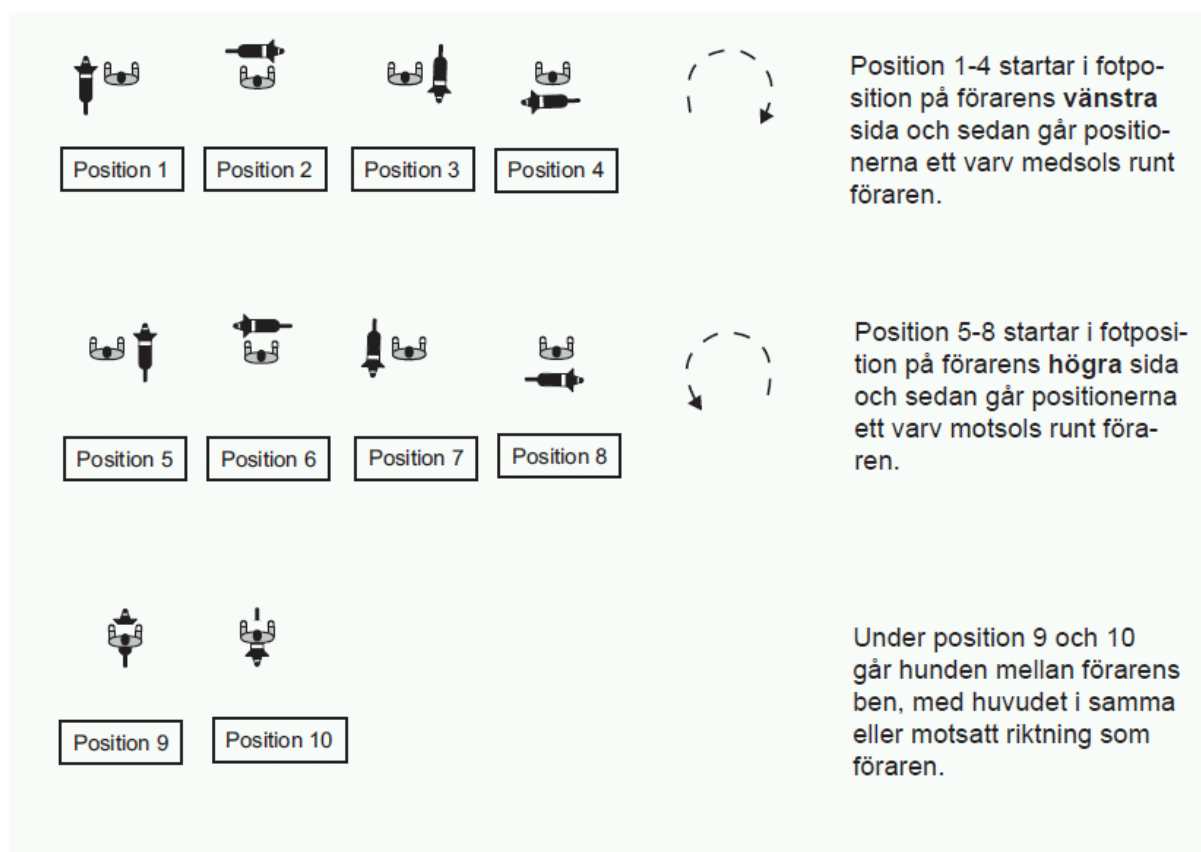 Position 1-4 startar i fotpo-
sition på förarens vänstra
sida och sedan går positio-
nerna ett varv medsols runt
föraren.
Position 1
Position 2
Position 3
Position 4
Position 5-8 startar i fotposi-
tion på förarens högra sida
och sedan går positionerna
ett varv motsols runt föra-
ren.
Position 5
Position 6
Position 7
Position 8
Under position 9 och 10
går hunden mellan förarens
ben, med huvudet i samma
eller motsatt riktning som
föraren.
Position 9
Position 10